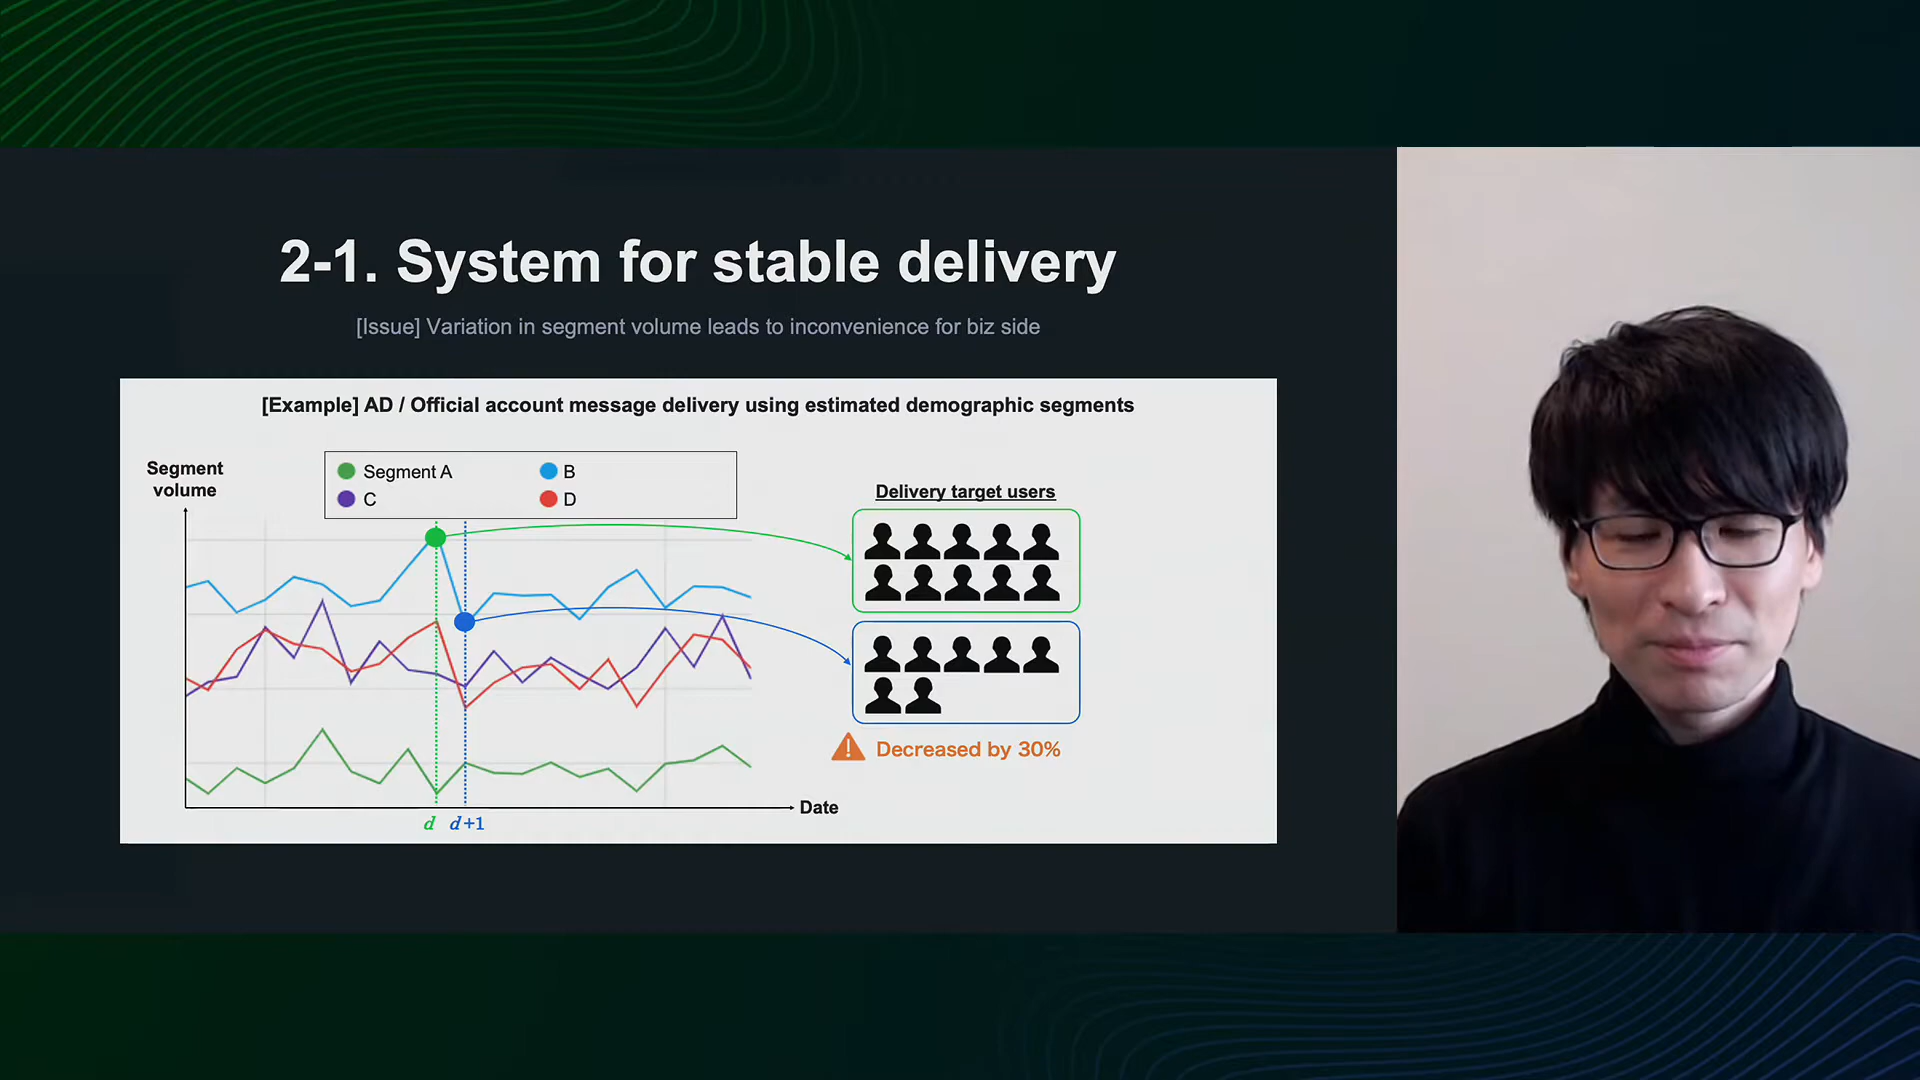 2-1. System for stable delivery
[Issue] Variation in segment volume leads to inconvenience for biz side
[Example] AD / Official account message delivery using estimated demographic segments
Segment
volume
Segment A
B
C
D
Delivery target users
Decreased by 30%
Date
d
d+1